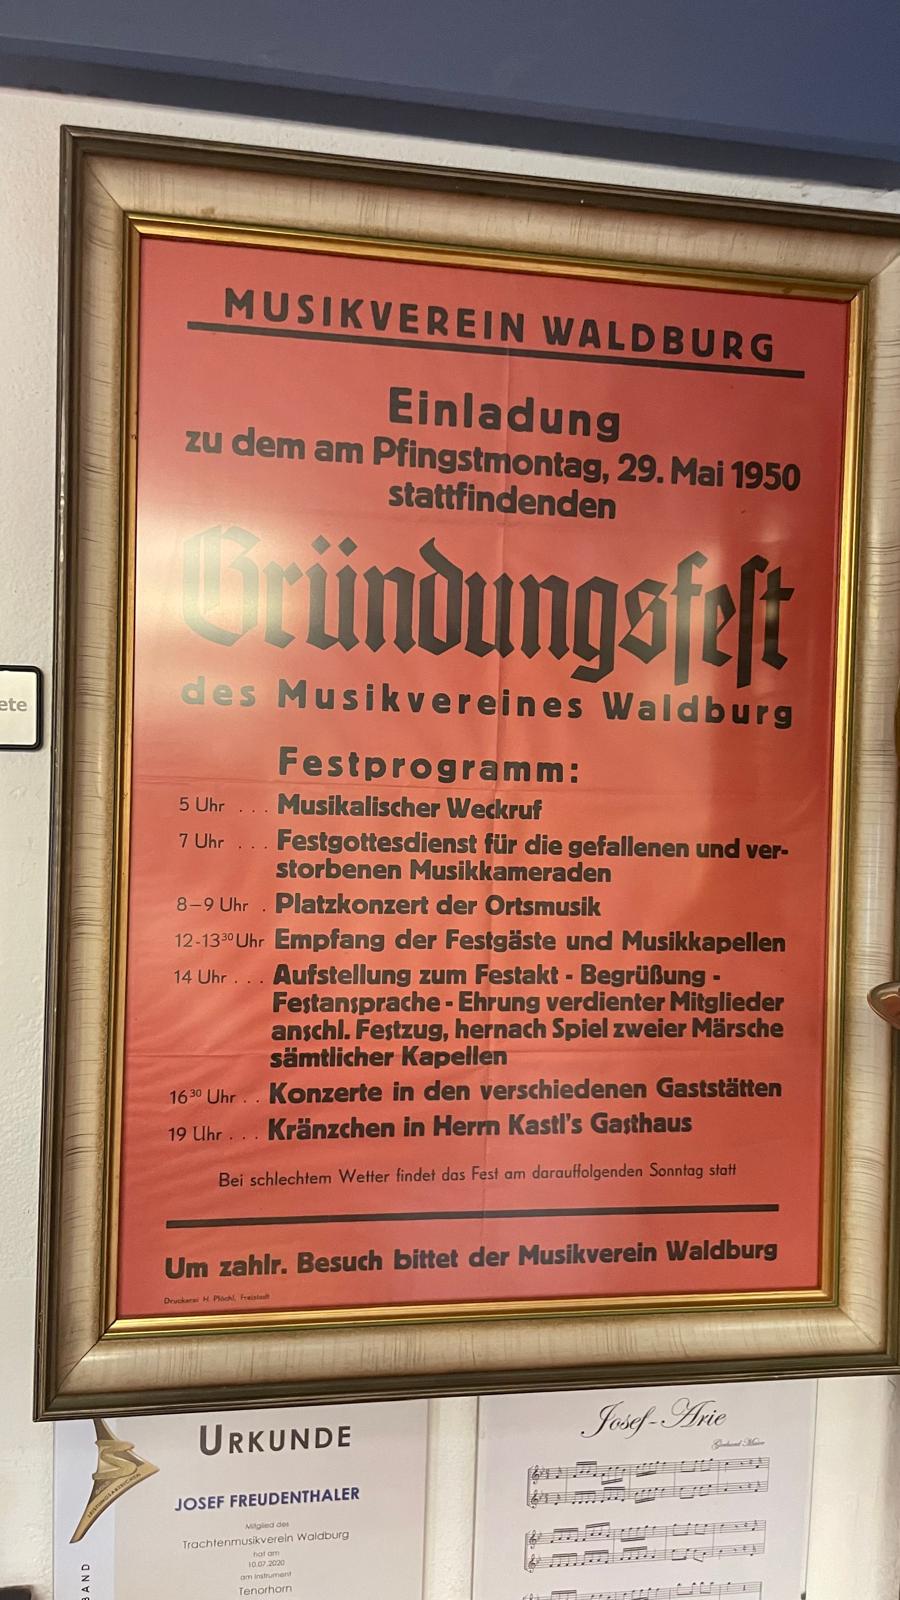 MUSIKVEREIN WALDBURG
Einladung
zu dem am Pfingstmontag, 29. Mai 1950
stattfindenden
Gründungsfest
des Musikvereines Waldburg
Festprogramm:
5 Uhr . . . Musikalischer Weckruf
7 Uhr . . . Festgottesdienst für die gefallenen und ver-
storbenen Musikkameraden
8–9 Uhr . Platzkonzert der Ortsmusik
12-13³⁰ Uhr Empfang der Festgäste und Musikkapellen
14 Uhr . . . Aufstellung zum Festakt - Begrüßung -
Festansprache - Ehrung verdienter Mitglieder
anschl. Festzug, hernach Spiel zweier Märsche
sämtlicher Kapellen
16³⁰ Uhr . . Konzerte in den verschiedenen Gaststätten
19 Uhr . . . Kränzchen in Herrn Kastl's Gasthaus
Bei schlechtem Wetter findet das Fest am darauffolgenden Sonntag statt
Um zahlr. Besuch bittet der Musikverein Waldburg
Druckerei H. Plöchl, Freistadt
ete
URKUNDE
JOSEF FREUDENTHALER
Mitglied des
Trachtenmusikverein Waldburg
hat am
10.07.2020
am Instrument
Tenorhorn
LEISTUNGSABZEICHEN
BAND
Josef-Arie